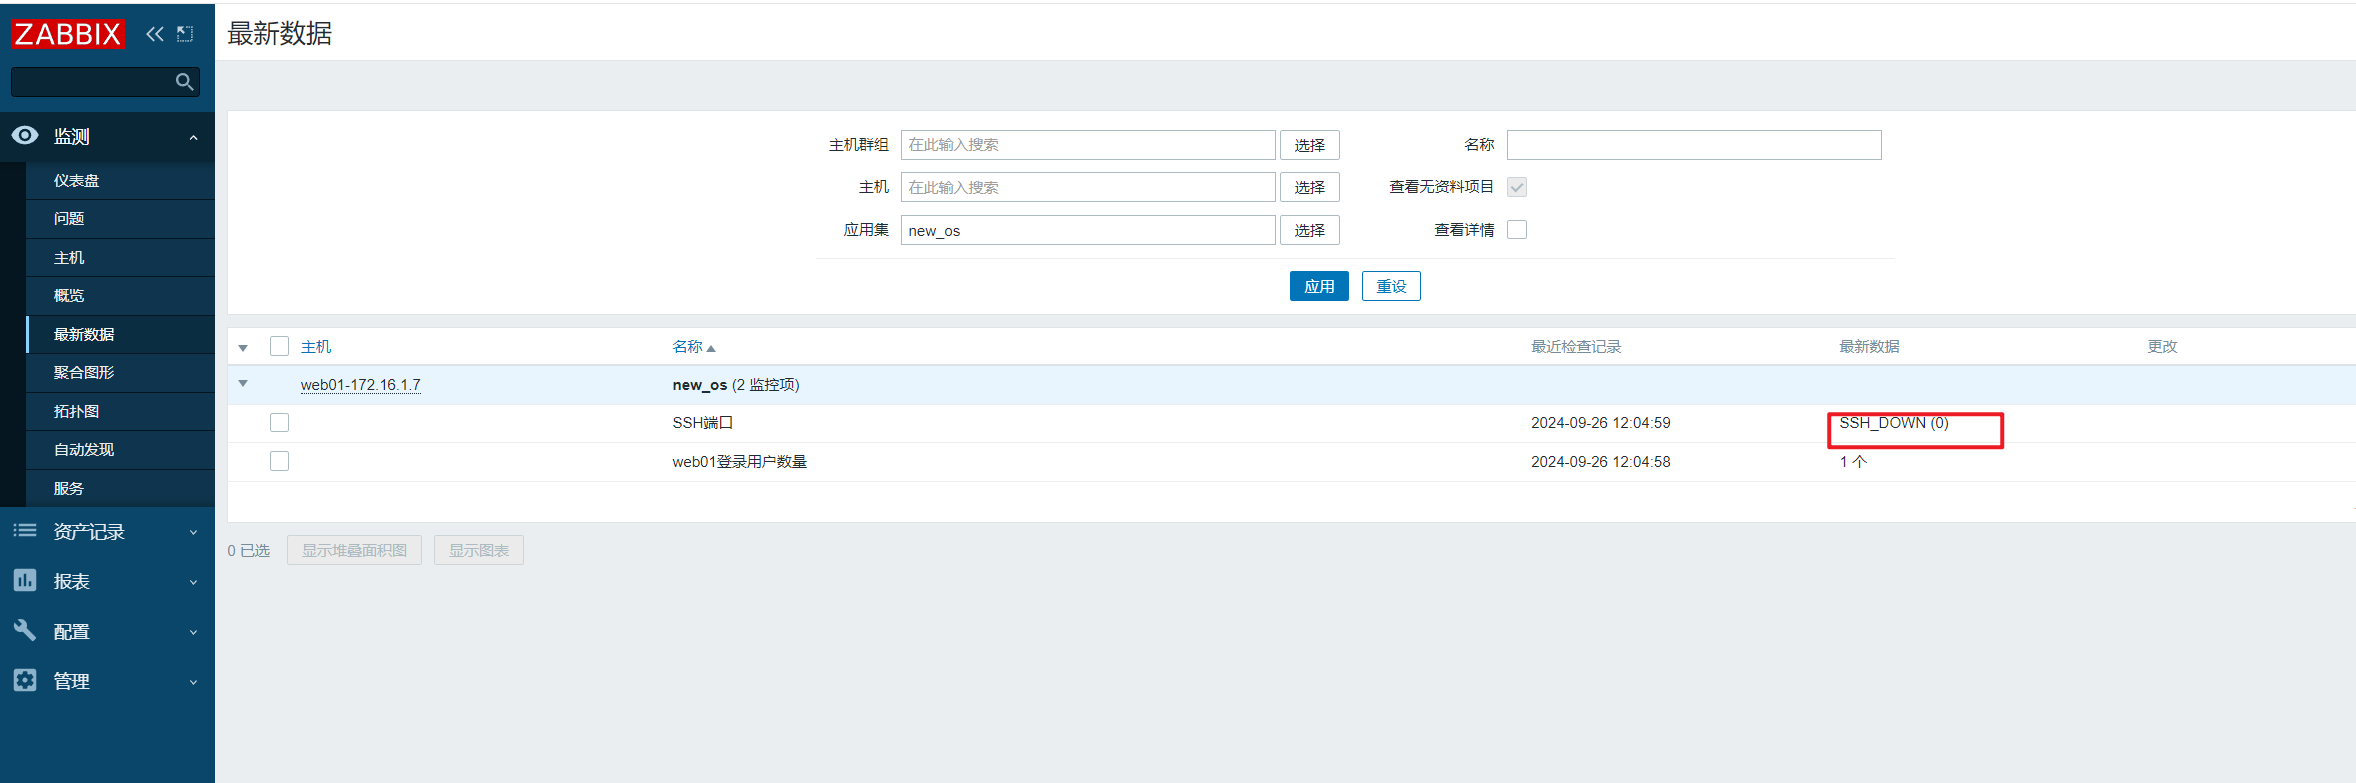 ZABBIX
最新数据
监测
仪表盘
问题
主机
概览
最新数据
聚合图形
拓扑图
自动发现
服务
资产记录
报表
配置
管理
主机群组 在此输入搜索 选择 名称
主机 在此输入搜索 选择 查看无资料项目
应用集 new_os 选择 查看详情
应用 重设
主机 名称 最近检查记录 最新数据 更改
web01-172.16.1.7 new_os (2 监控项)
SSH端口 2024-09-26 12:04:59 SSH_DOWN (0)
web01登录用户数量 2024-09-26 12:04:58 1 个
0 已选 显示堆叠面积图 显示图表